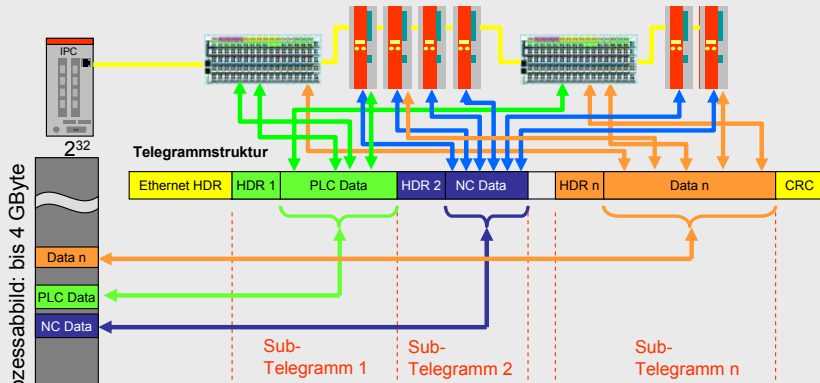 IPC
2³²
Telegrammstruktur
Ethernet HDR HDR 1 PLC Data HDR 2 NC Data HDR n Data n CRC
Data n
PLC Data
NC Data
ozessabbild: bis 4 GByte
Sub-
Telegramm 1
Sub-
Telegramm 2
Sub-
Telegramm n